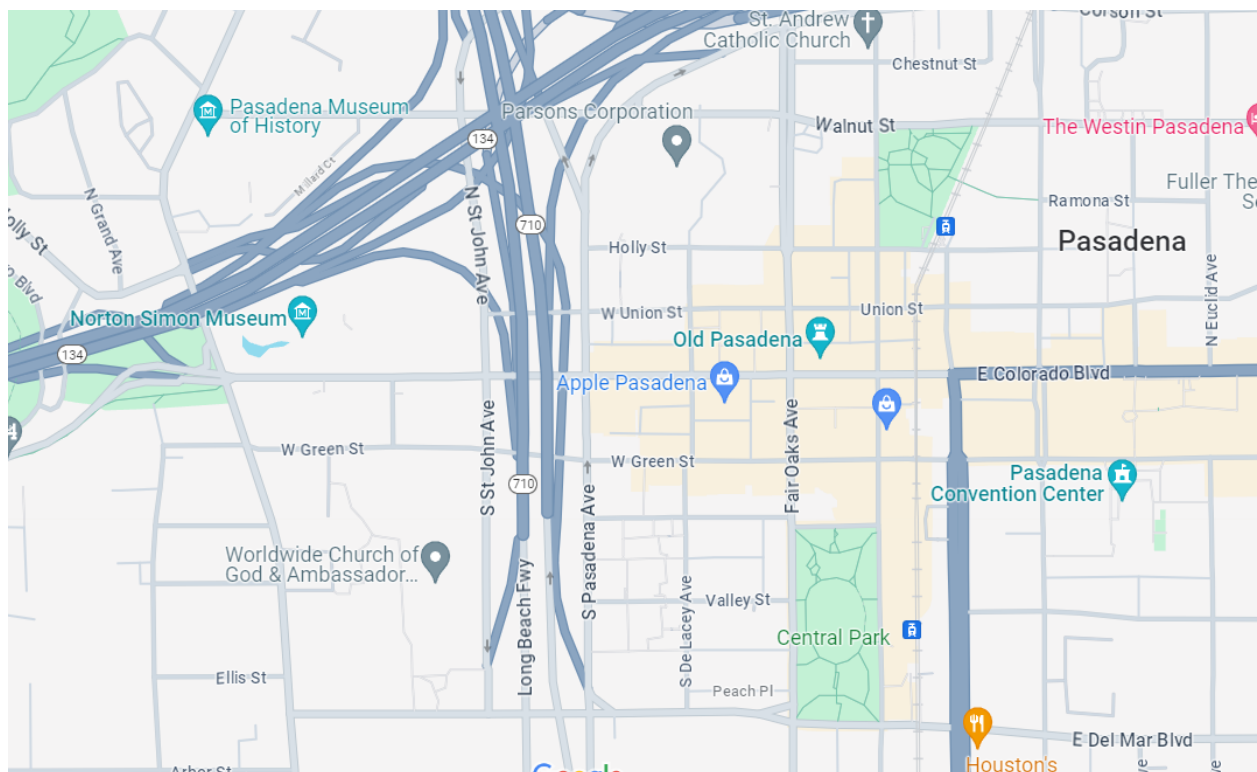 Corson St
St. Andrew
Catholic Church
Chestnut St
Pasadena Museum
of History
Parsons Corporation
Walnut St
The Westin Pasadena
134
Millard Ct
N Grand Ave
Fuller The
Ramona St
N St John Ave
710
Holly St
Pasadena
Blvd
N Euclid Ave
W Union St
Union St
Norton Simon Museum
Old Pasadena
134
E Colorado Blvd
Apple Pasadena
S St John Ave
W Green St
W Green St
Fair Oaks Ave
Pasadena
Convention Center
710
Worldwide Church of
God & Ambassador...
Long Beach Fwy
S Pasadena Ave
S De Lacey Ave
Valley St
Central Park
Ellis St
Peach Pl
E Del Mar Blvd
Houston's
Arbor St
Google